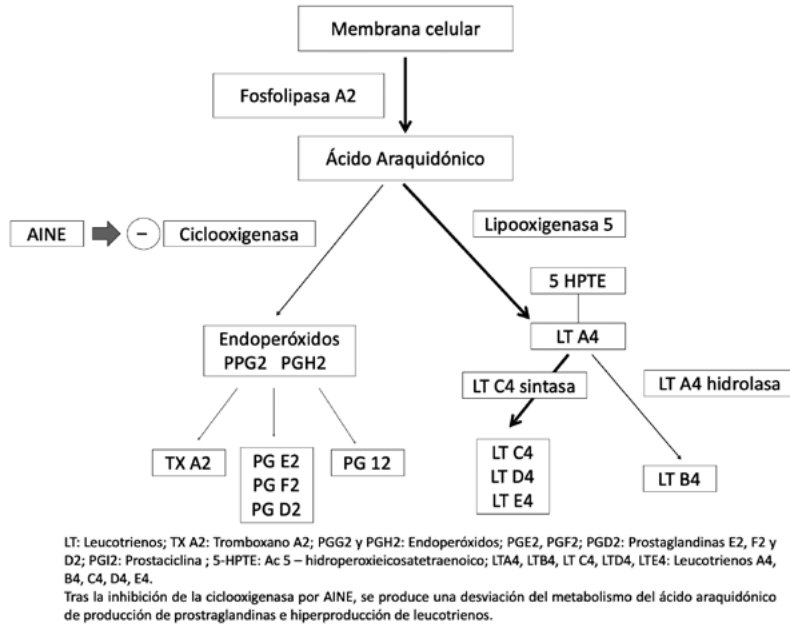 Membrana celular
Fosfolipasa A2
Ácido Araquidónico
AINE
−
Ciclooxigenasa
Lipooxigenasa 5
5 HPTE
LT A4
Endoperóxidos
PPG2 PGH2
LT C4 sintasa
LT A4 hidrolasa
TX A2
PG E2
PG F2
PG D2
PG 12
LT C4
LT D4
LT E4
LT B4
LT: Leucotrienos; TX A2: Tromboxano A2; PGG2 y PGH2: Endoperóxidos; PGE2, PGF2; PGD2: Prostaglandinas E2, F2 y
D2; PGI2: Prostaciclina ; 5-HPTE: Ac 5 – hidroperoxieicosatetraenoico; LTA4, LTB4, LT C4, LTD4, LTE4: Leucotrienos A4,
B4, C4, D4, E4.
Tras la inhibición de la ciclooxigenasa por AINE, se produce una desviación del metabolismo del ácido araquidónico
de producción de prostraglandinas e hiperproducción de leucotrienos.